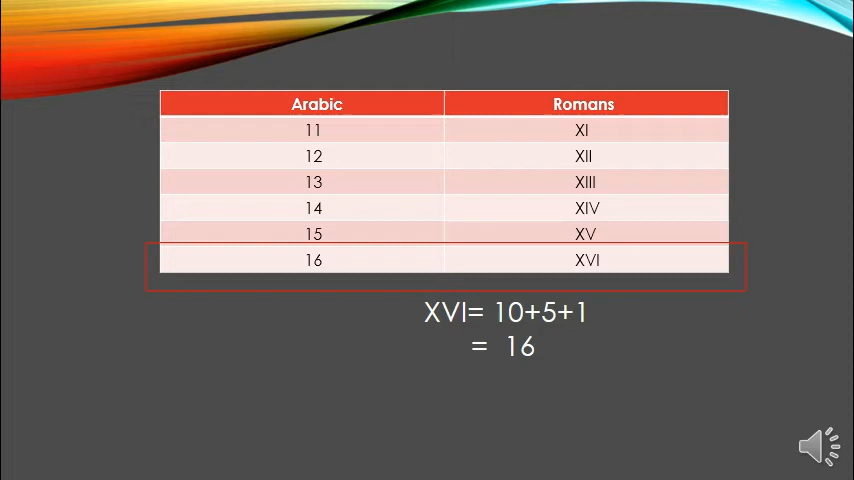 Arabic Romans
11 XI
12 XII
13 XIII
14 XIV
15 XV
16 XVI
XVI= 10+5+1
= 16